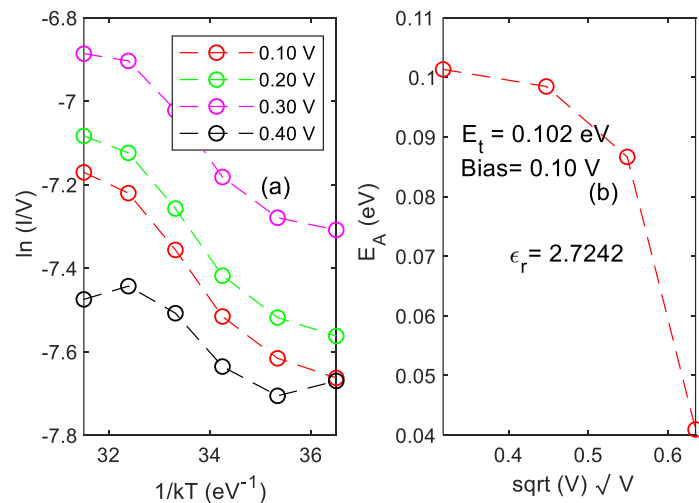 -6.8
-7
-7.2
-7.4
-7.6
-7.8
ln (I/V)
32
34
36
1/kT (eV⁻¹)
0.10 V
0.20 V
0.30 V
0.40 V
(a)
0.11
0.1
0.09
0.08
0.07
0.06
0.05
0.04
E_A (eV)
E_t = 0.102 eV
Bias= 0.10 V
(b)
ϵ_r= 2.7242
0.4
0.5
0.6
sqrt (V) √ V